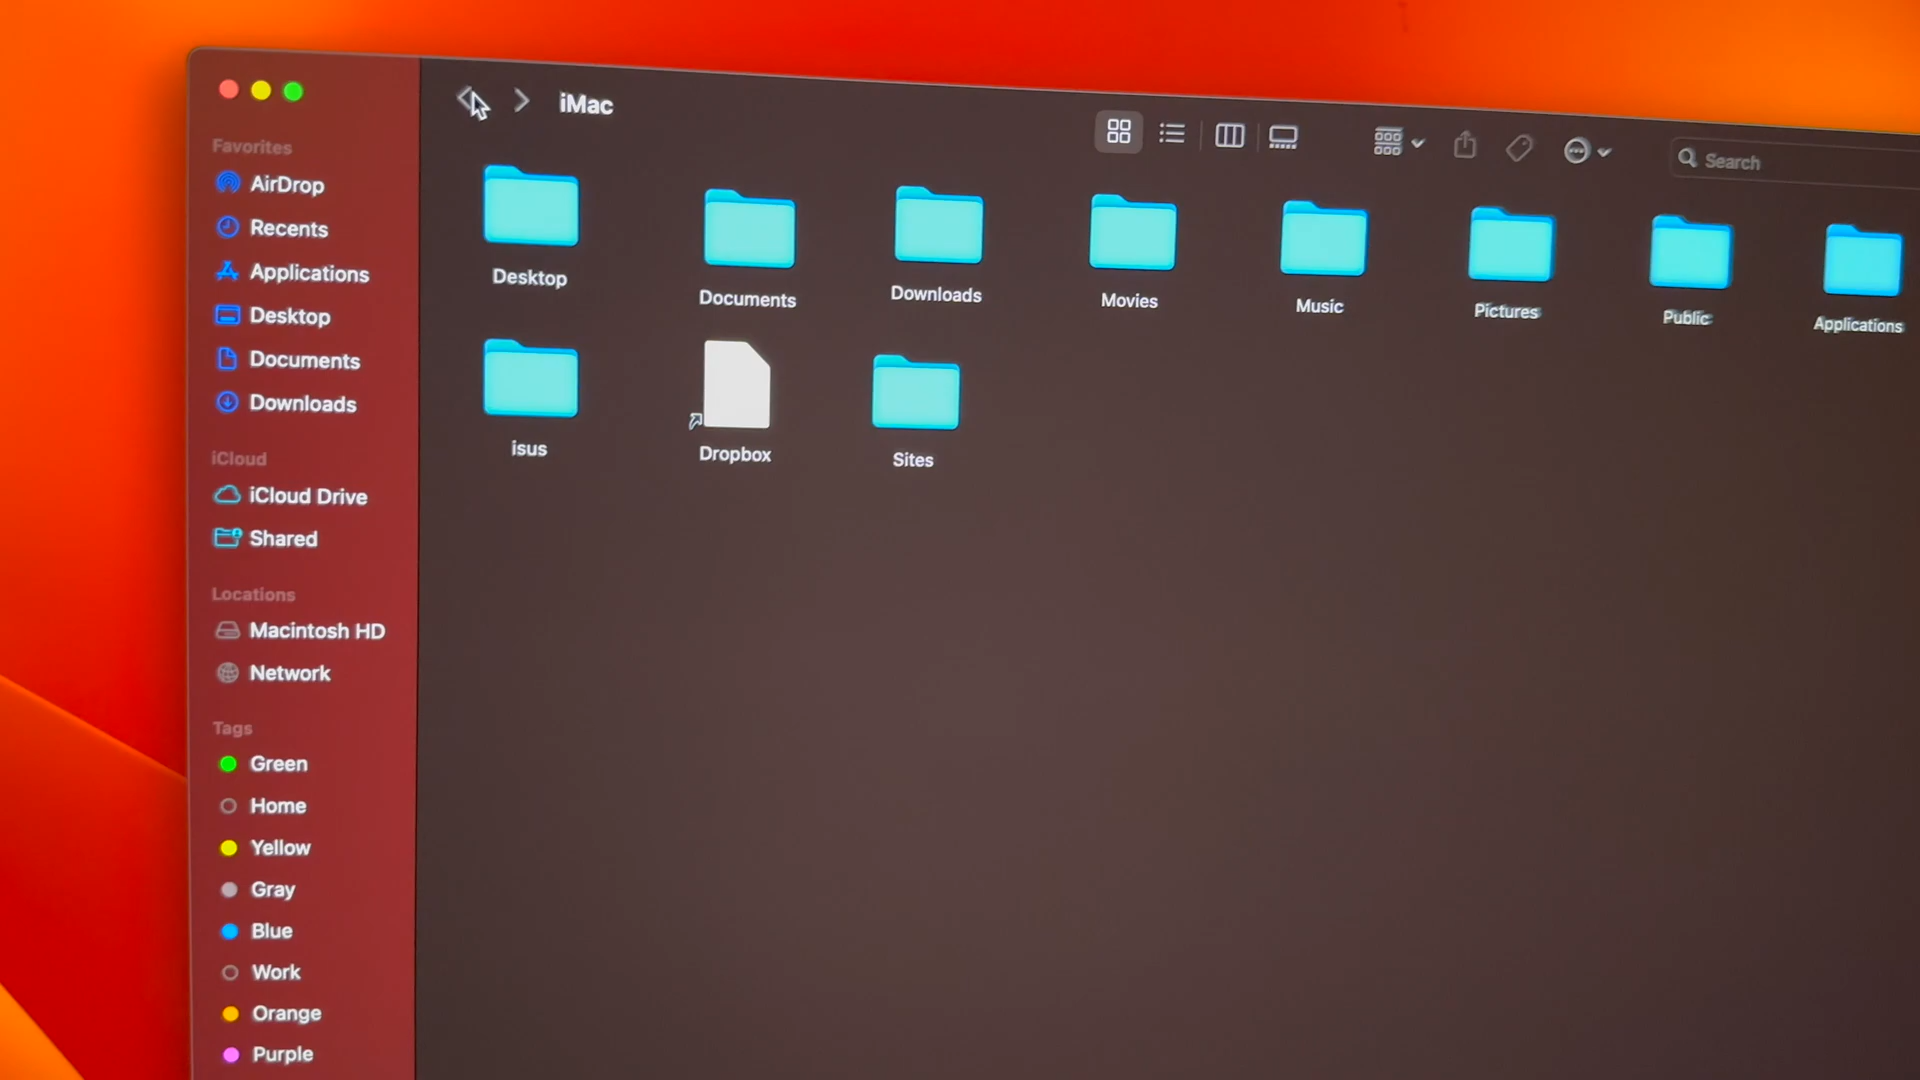 iMac
Search
Favorites
AirDrop
Recents
Applications
Desktop
Documents
Downloads
iCloud
iCloud Drive
Shared
Locations
Macintosh HD
Network
Tags
Green
Home
Yellow
Gray
Blue
Work
Orange
Purple
Desktop
Documents
Downloads
Movies
Music
Pictures
Public
Applications
isus
Dropbox
Sites